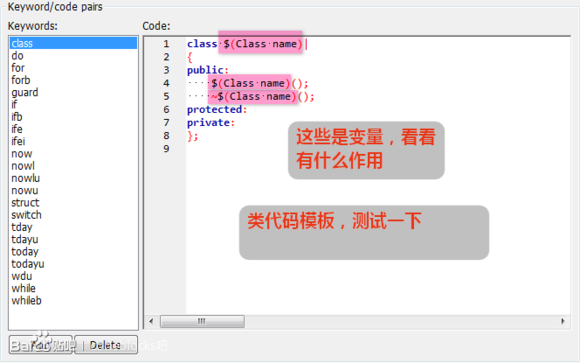 Keyword/code pairs
Keywords:
Code:
class
do
for
forb
guard
if
ifb
ife
ifei
now
nowl
nowlu
nowu
struct
switch
tday
tdayu
today
todayu
wdu
while
whileb
1 class $(Class name)
2 {
3 public:
4 $(Class name)();
5 ~$(Class name)();
6 protected:
7 private:
8 };
9
这些是变量，看看
有什么作用
类代码模板，测试一下
Delete